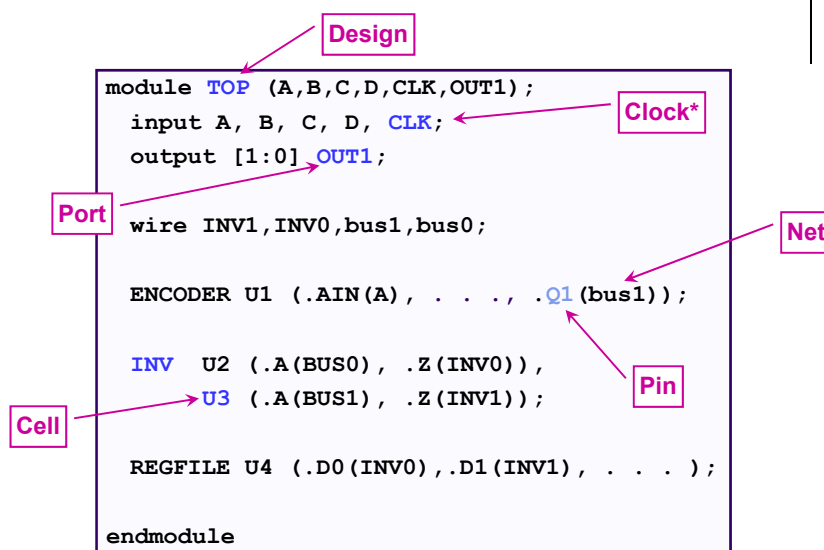 Design
module TOP (A,B,C,D,CLK,OUT1);
Clock*
input A, B, C, D, CLK;
output [1:0] OUT1;
Port
wire INV1,INV0,bus1,bus0;
Net
ENCODER U1 (.AIN(A), . . ., .Q1(bus1));
INV U2 (.A(BUS0), .Z(INV0)),
Pin
U3 (.A(BUS1), .Z(INV1));
Cell
REGFILE U4 (.D0(INV0),.D1(INV1), . . . );
endmodule